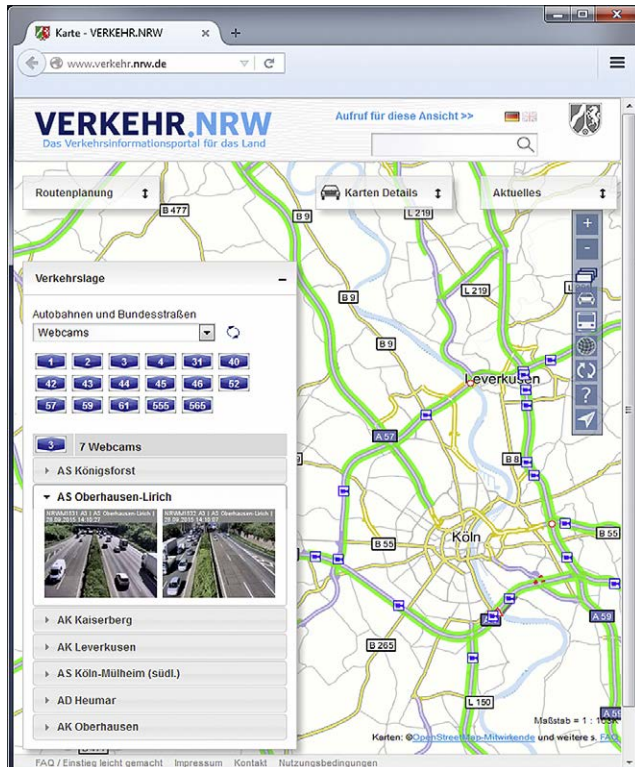 Karte - VERKEHR.NRW
www.verkehr.nrw.de
VERKEHR.NRW
Das Verkehrsinformationsportal für das Land
Aufruf für diese Ansicht >>
Routenplanung
Karten Details
Aktuelles
B 477
B 9
L 219
Verkehrslage
Autobahnen und Bundesstraßen
Webcams
1 2 3 4 31 40
42 43 44 45 46 52
57 59 61 555 565
3 7 Webcams
AS Königsforst
AS Oberhausen-Lirich
AK Kaiserberg
AK Leverkusen
AS Köln-Mülheim (südl.)
AD Heumar
AK Oberhausen
B 9
L 219
B 9
Leverkusen
A 57
B 8
Köln
B 55
B 55
A 59
B 265
L 150
A 59
Maßstab = 1 :
Karten: ©OpenStreetMap-Mitwirkende und weitere s. FAQ
FAQ / Einstieg leicht gemacht Impressum Kontakt Nutzungsbedingungen